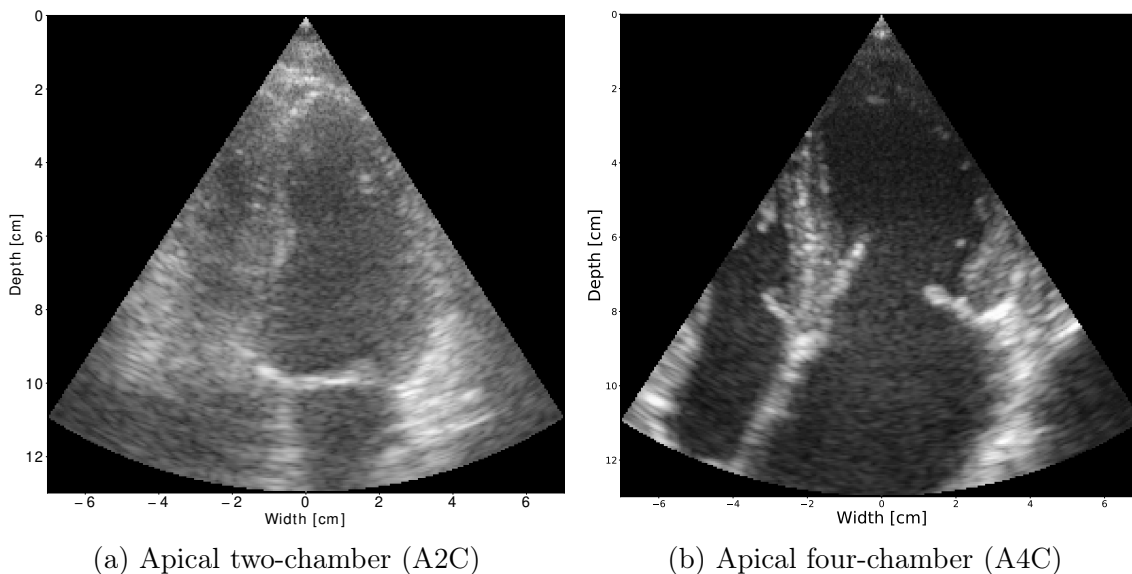 0
2
4
6
8
10
12
Depth [cm]
−6 −4 −2 0 2 4 6
Width [cm]
(a) Apical two-chamber (A2C)
0
2
4
6
8
10
12
Depth [cm]
−6 −4 −2 0 2 4 6
Width [cm]
(b) Apical four-chamber (A4C)